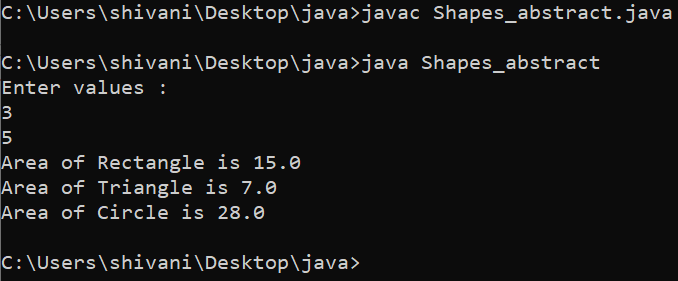 C:\Users\shivani\Desktop\java>javac Shapes_abstract.java
C:\Users\shivani\Desktop\java>java Shapes_abstract
Enter values :
3
5
Area of Rectangle is 15.0
Area of Triangle is 7.0
Area of Circle is 28.0
C:\Users\shivani\Desktop\java>